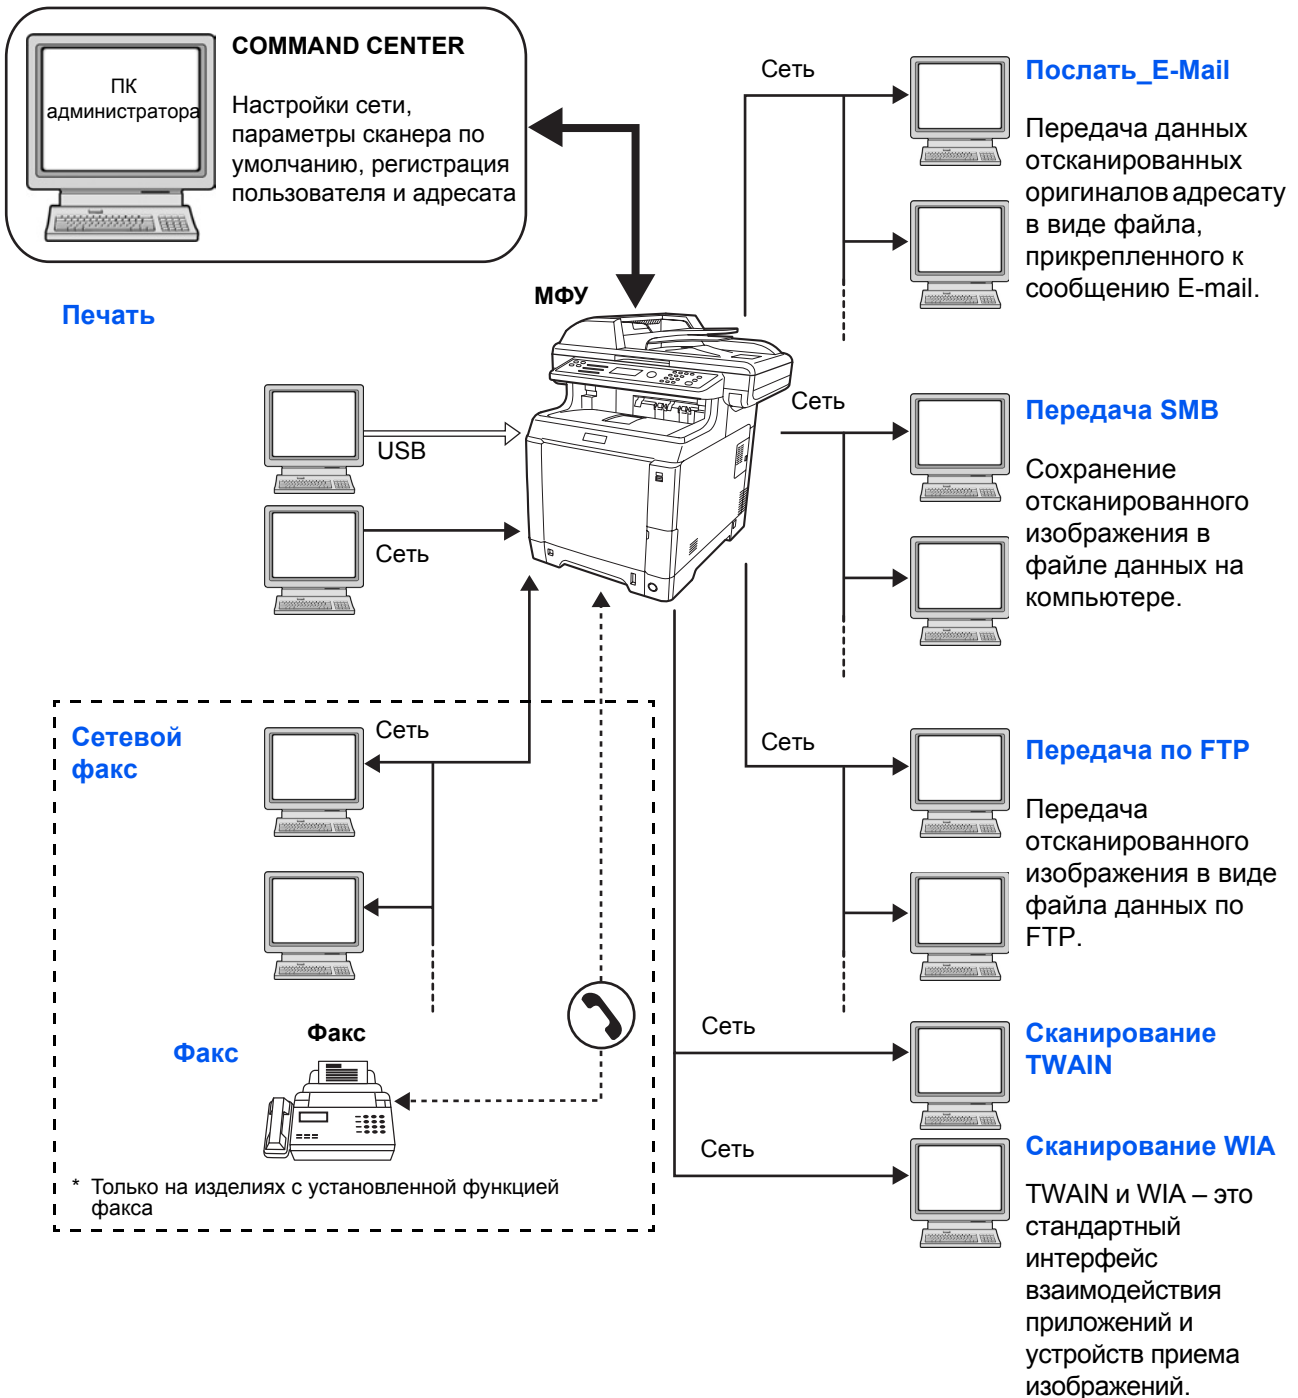 COMMAND CENTER
ПК
администратора
Настройки сети,
параметры сканера по
умолчанию, регистрация
пользователя и адресата
Сеть
Послать_E-Mail
Передача данных
отсканированных
оригиналов адресату
в виде файла,
прикрепленного к
сообщению E-mail.
Печать
МФУ
USB
Сеть
Сеть
Передача SMB
Сохранение
отсканированного
изображения в
файле данных на
компьютере.
Сетевой
факс
Сеть
Сеть
Передача по FTP
Передача
отсканированного
изображения в виде
файла данных по
FTP.
Факс
Факс
* Только на изделиях с установленной функцией
факса
Сеть
Сканирование
TWAIN
Сеть
Сканирование WIA
TWAIN и WIA – это
стандартный
интерфейс
взаимодействия
приложений и
устройств приема
изображений.